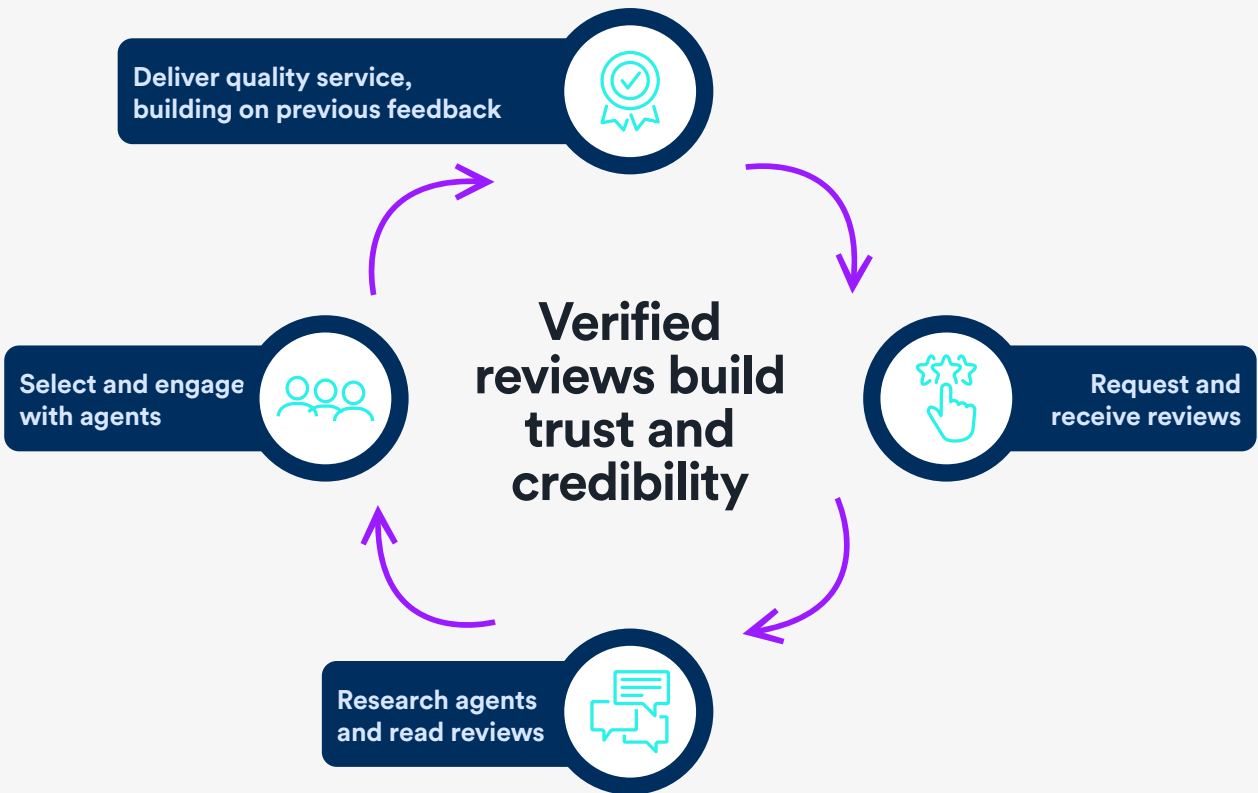 Deliver quality service,
building on previous feedback
Verified
reviews build
trust and
credibility
Select and engage
with agents
Request and
receive reviews
Research agents
and read reviews